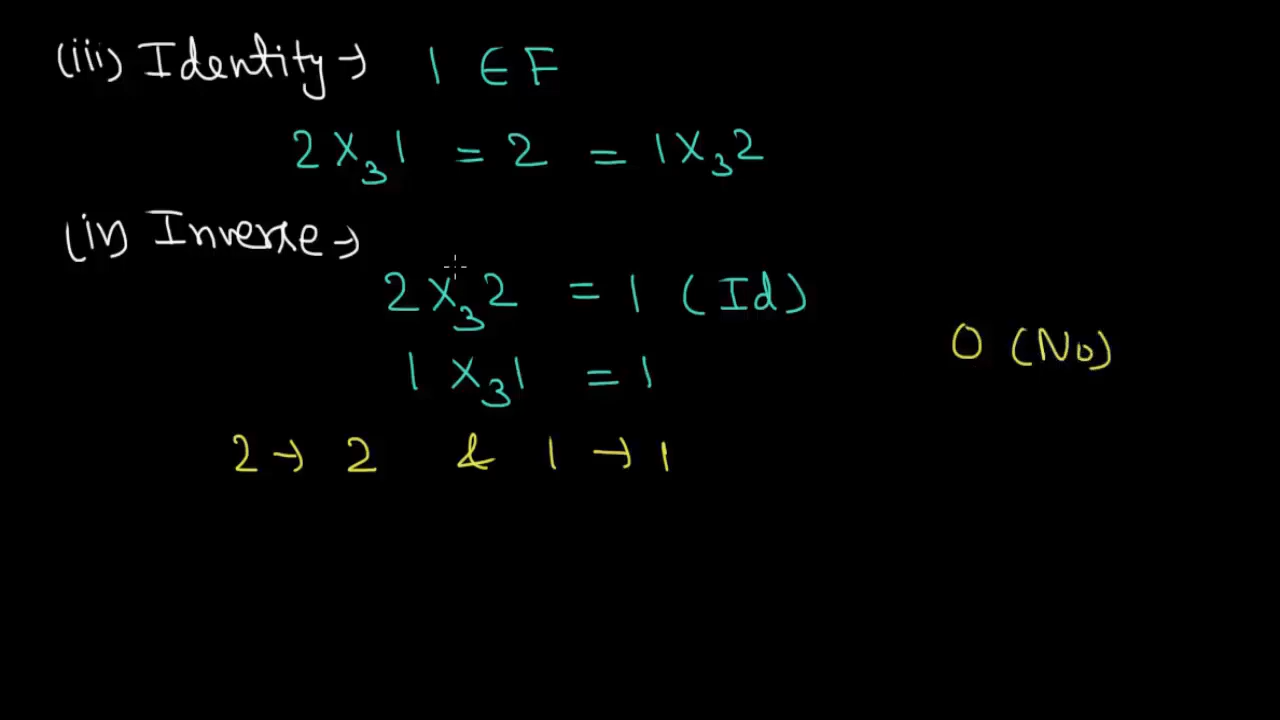 (iii) Identity → 1 ∈ F
2 ×₃ 1 = 2 = 1 ×₃ 2
(iv) Inverse →
2 ×₃ 2 = 1 (Id)
0 (No)
1 ×₃ 1 = 1
2 → 2 & 1 → 1